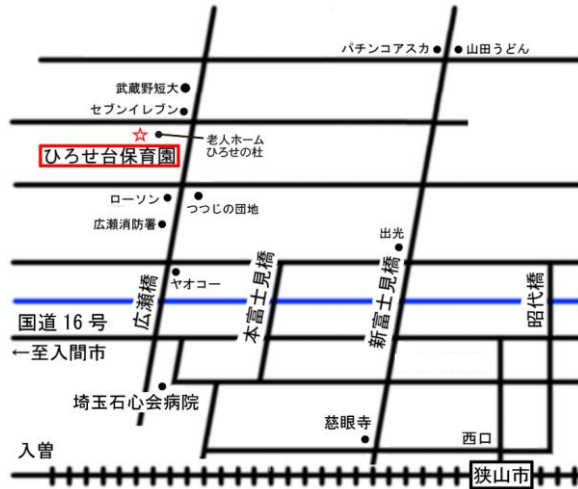 パチンコアスカ
山田うどん
武蔵野短大
セブンイレブン
老人ホーム
ひろせの杜
ひろせ台保育園
ローソン
つつじの団地
広瀬消防署
出光
ヤオコー
広瀬橋
本富士見橋
新富士見橋
昭代橋
国道16号
←至入間市
埼玉石心会病院
慈眼寺
西口
入曽
狭山市